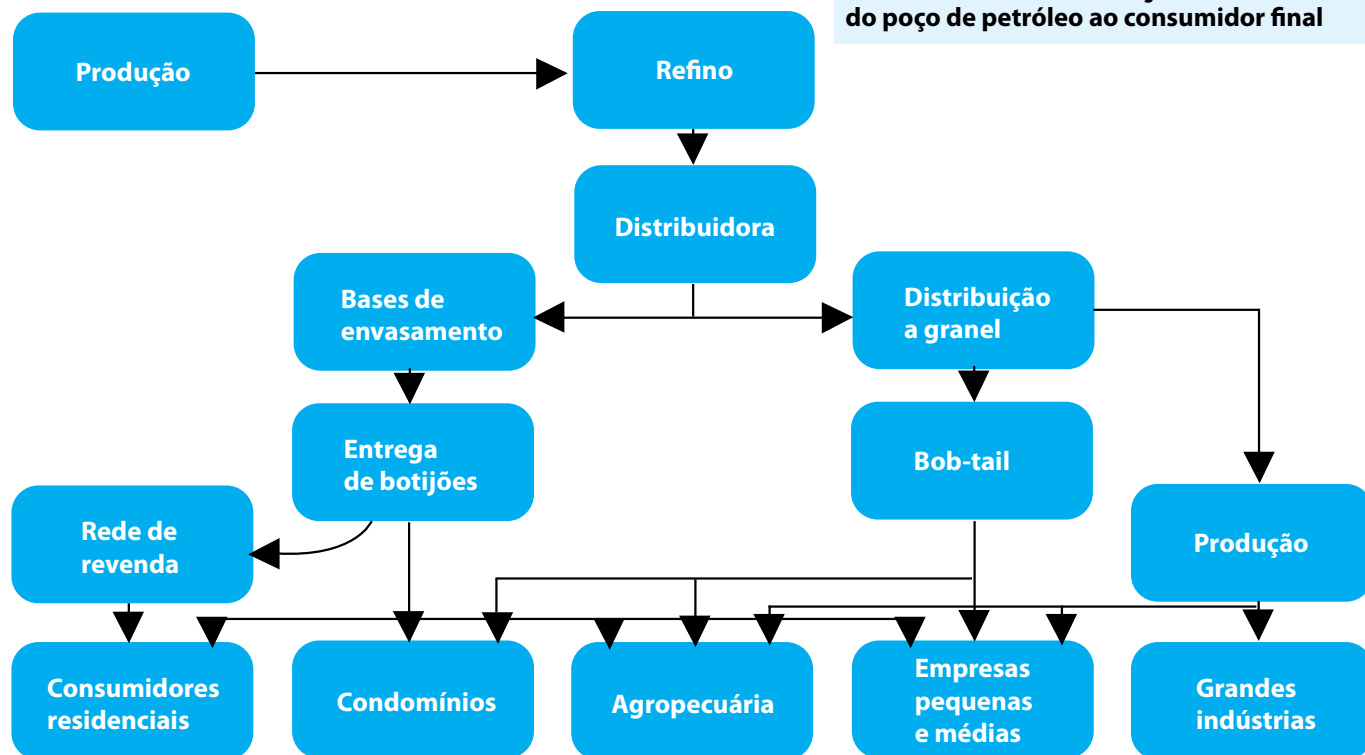 do poço de petróleo ao consumidor final
Produção
Refino
Distribuidora
Bases de
envasamento
Distribuição
a granel
Entrega
de botijões
Bob-tail
Rede de
revenda
Produção
Consumidores
residenciais
Condomínios
Agropecuária
Empresas
pequenas
e médias
Grandes
indústrias